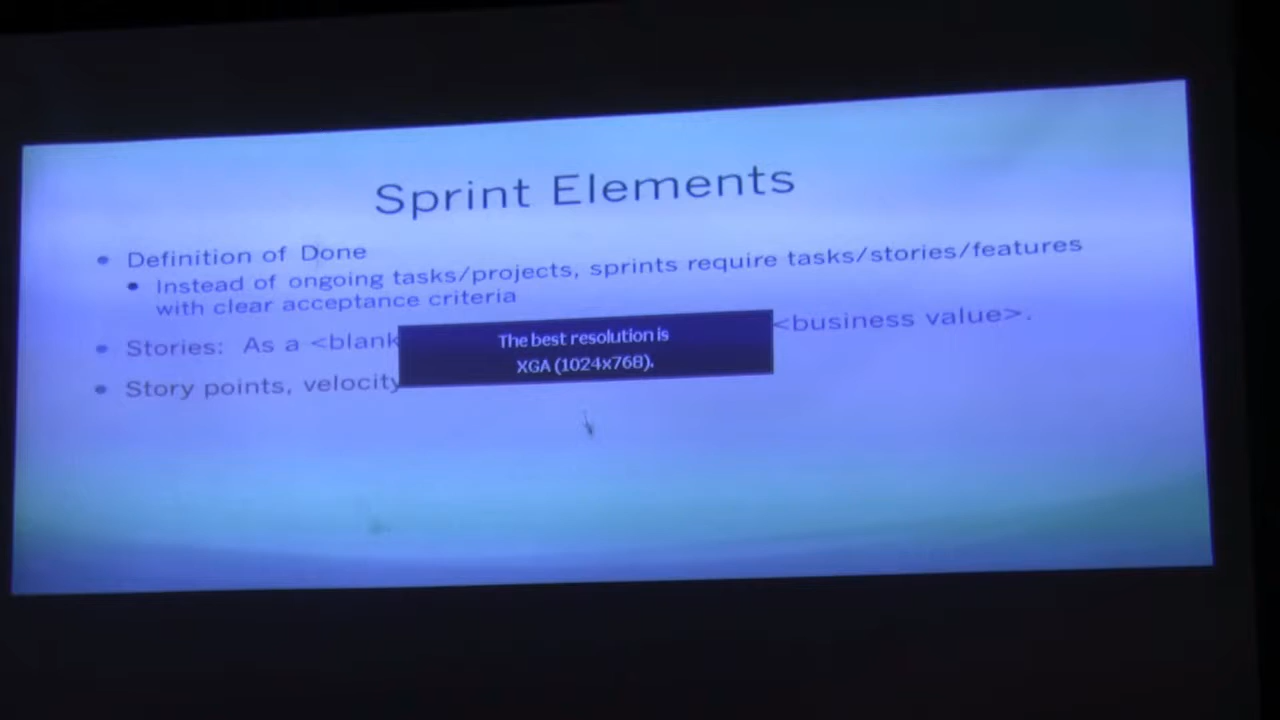 Sprint Elements
Definition of Done
Instead of ongoing tasks/projects, sprints require tasks/stories/features
with clear acceptance criteria
Stories: As a <blank <business value>.
The best resolution is
XGA (1024x768).
Story points, velocity